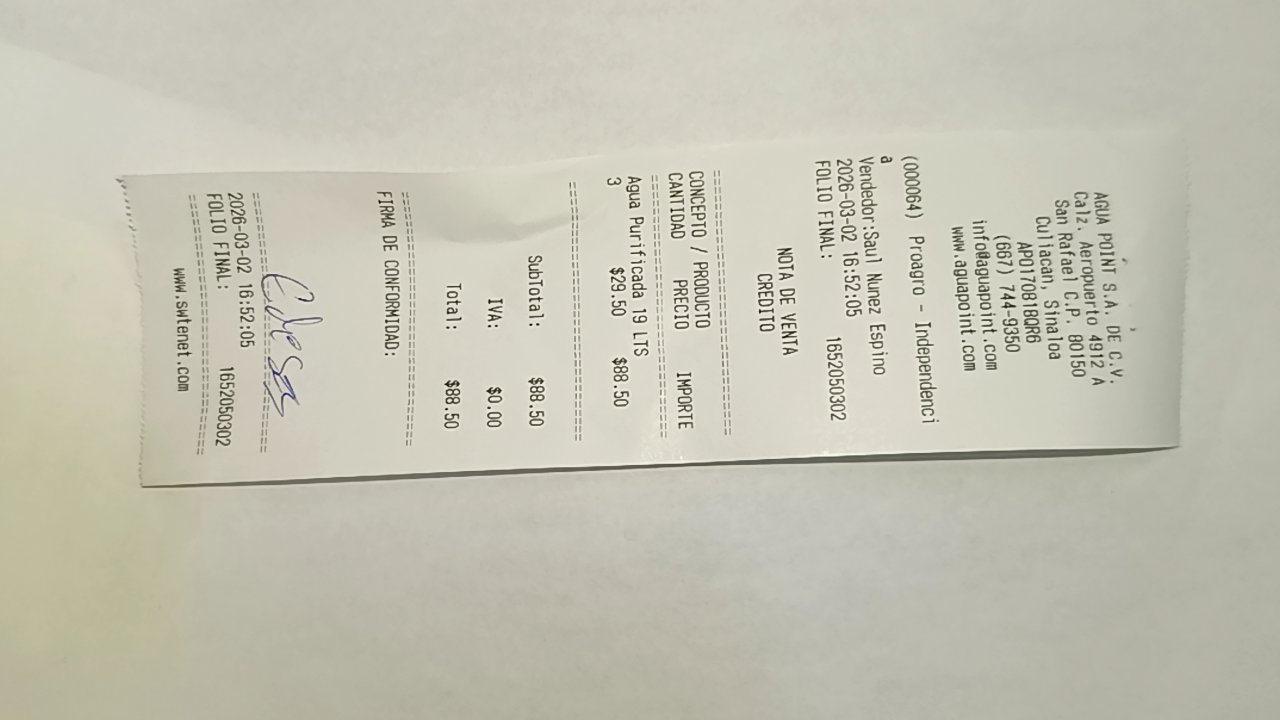 AGUA POINT S.A. DE C.V.
Calz. Aeropuerto 4912 A
San Rafael C.P. 80150
Culiacan, Sinaloa
APO170818QR6
(667) 744-9350
info@aguapoint.com
www.aguapoint.com
(000064) Proagro - Independenci
a
Vendedor:Saul Nunez Espino
2026-03-02 16:52:05
FOLIO FINAL: 1652050302
NOTA DE VENTA
CREDITO
================================
CONCEPTO / PRODUCTO
CANTIDAD PRECIO IMPORTE
================================
Agua Purificada 19 LTS
3 $29.50 $88.50
================================
SubTotal: $88.50
IVA: $0.00
Total: $88.50
================================
FIRMA DE CONFORMIDAD:
================================
2026-03-02 16:52:05
FOLIO FINAL: 1652050302
================================
www.swtenet.com